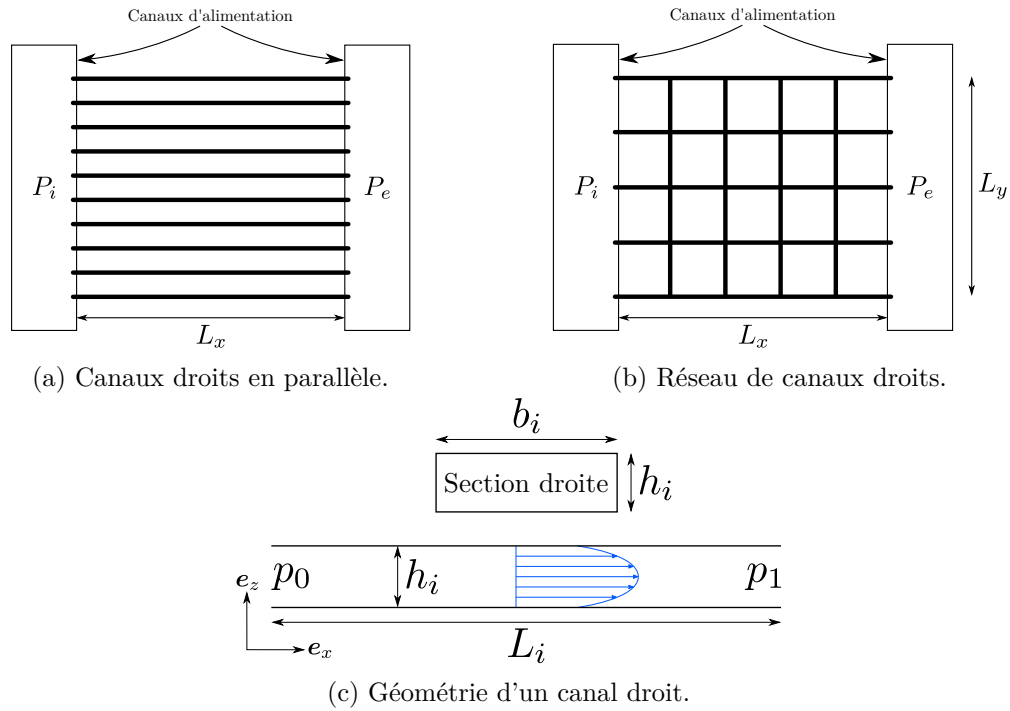 Canaux d'alimentation
P_i
P_e
L_x
(a) Canaux droits en parallèle.
Canaux d'alimentation
P_i
P_e
L_y
L_x
(b) Réseau de canaux droits.
b_i
Section droite
h_i
p_0
h_i
p_1
e_z
e_x
L_i
(c) Géométrie d'un canal droit.